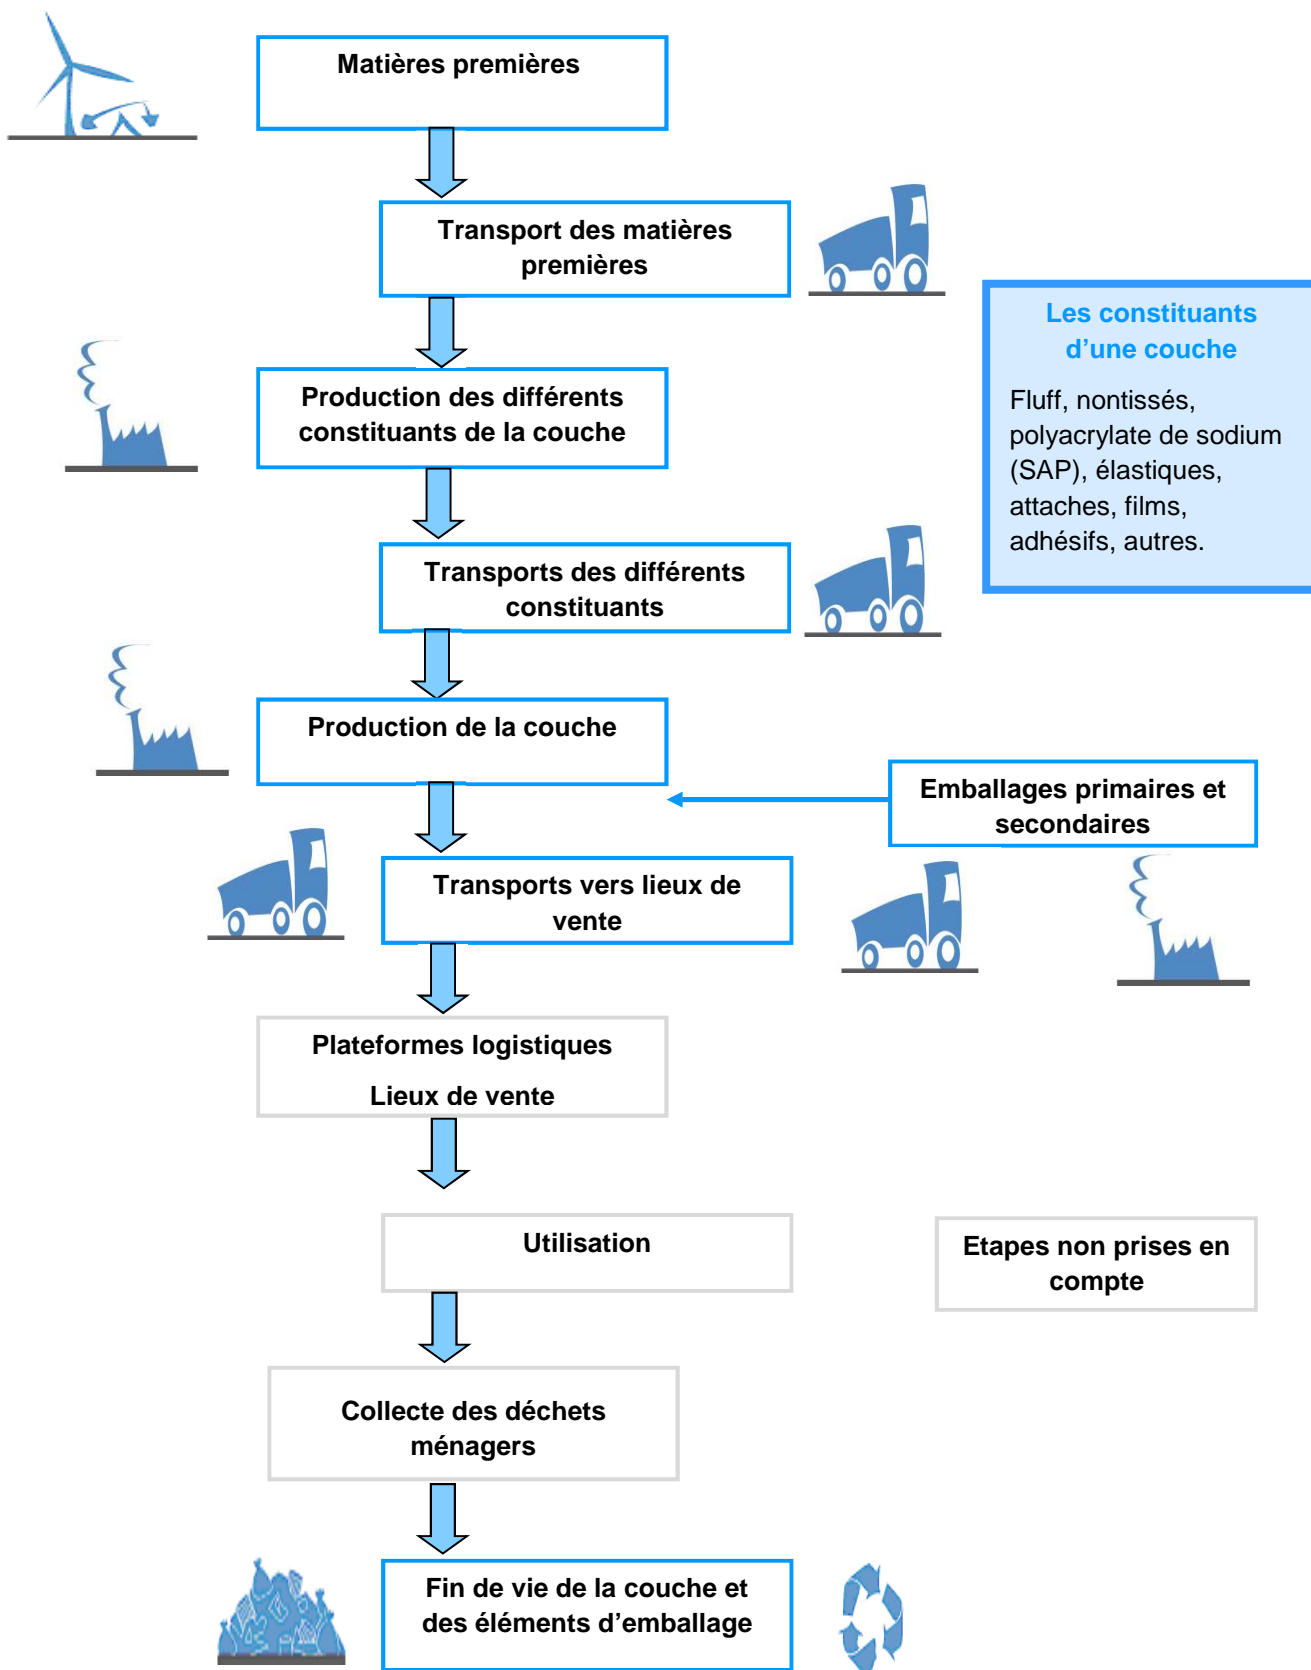 Matières premières
Transport des matières
premières
Les constituants
d’une couche
Fluff, nontissés,
polyacrylate de sodium
(SAP), élastiques,
attaches, films,
adhésifs, autres.
Production des différents
constituants de la couche
Transports des différents
constituants
Production de la couche
Emballages primaires et
secondaires
Transports vers lieux de
vente
Plateformes logistiques
Lieux de vente
Utilisation
Etapes non prises en
compte
Collecte des déchets
ménagers
Fin de vie de la couche et
des éléments d’emballage